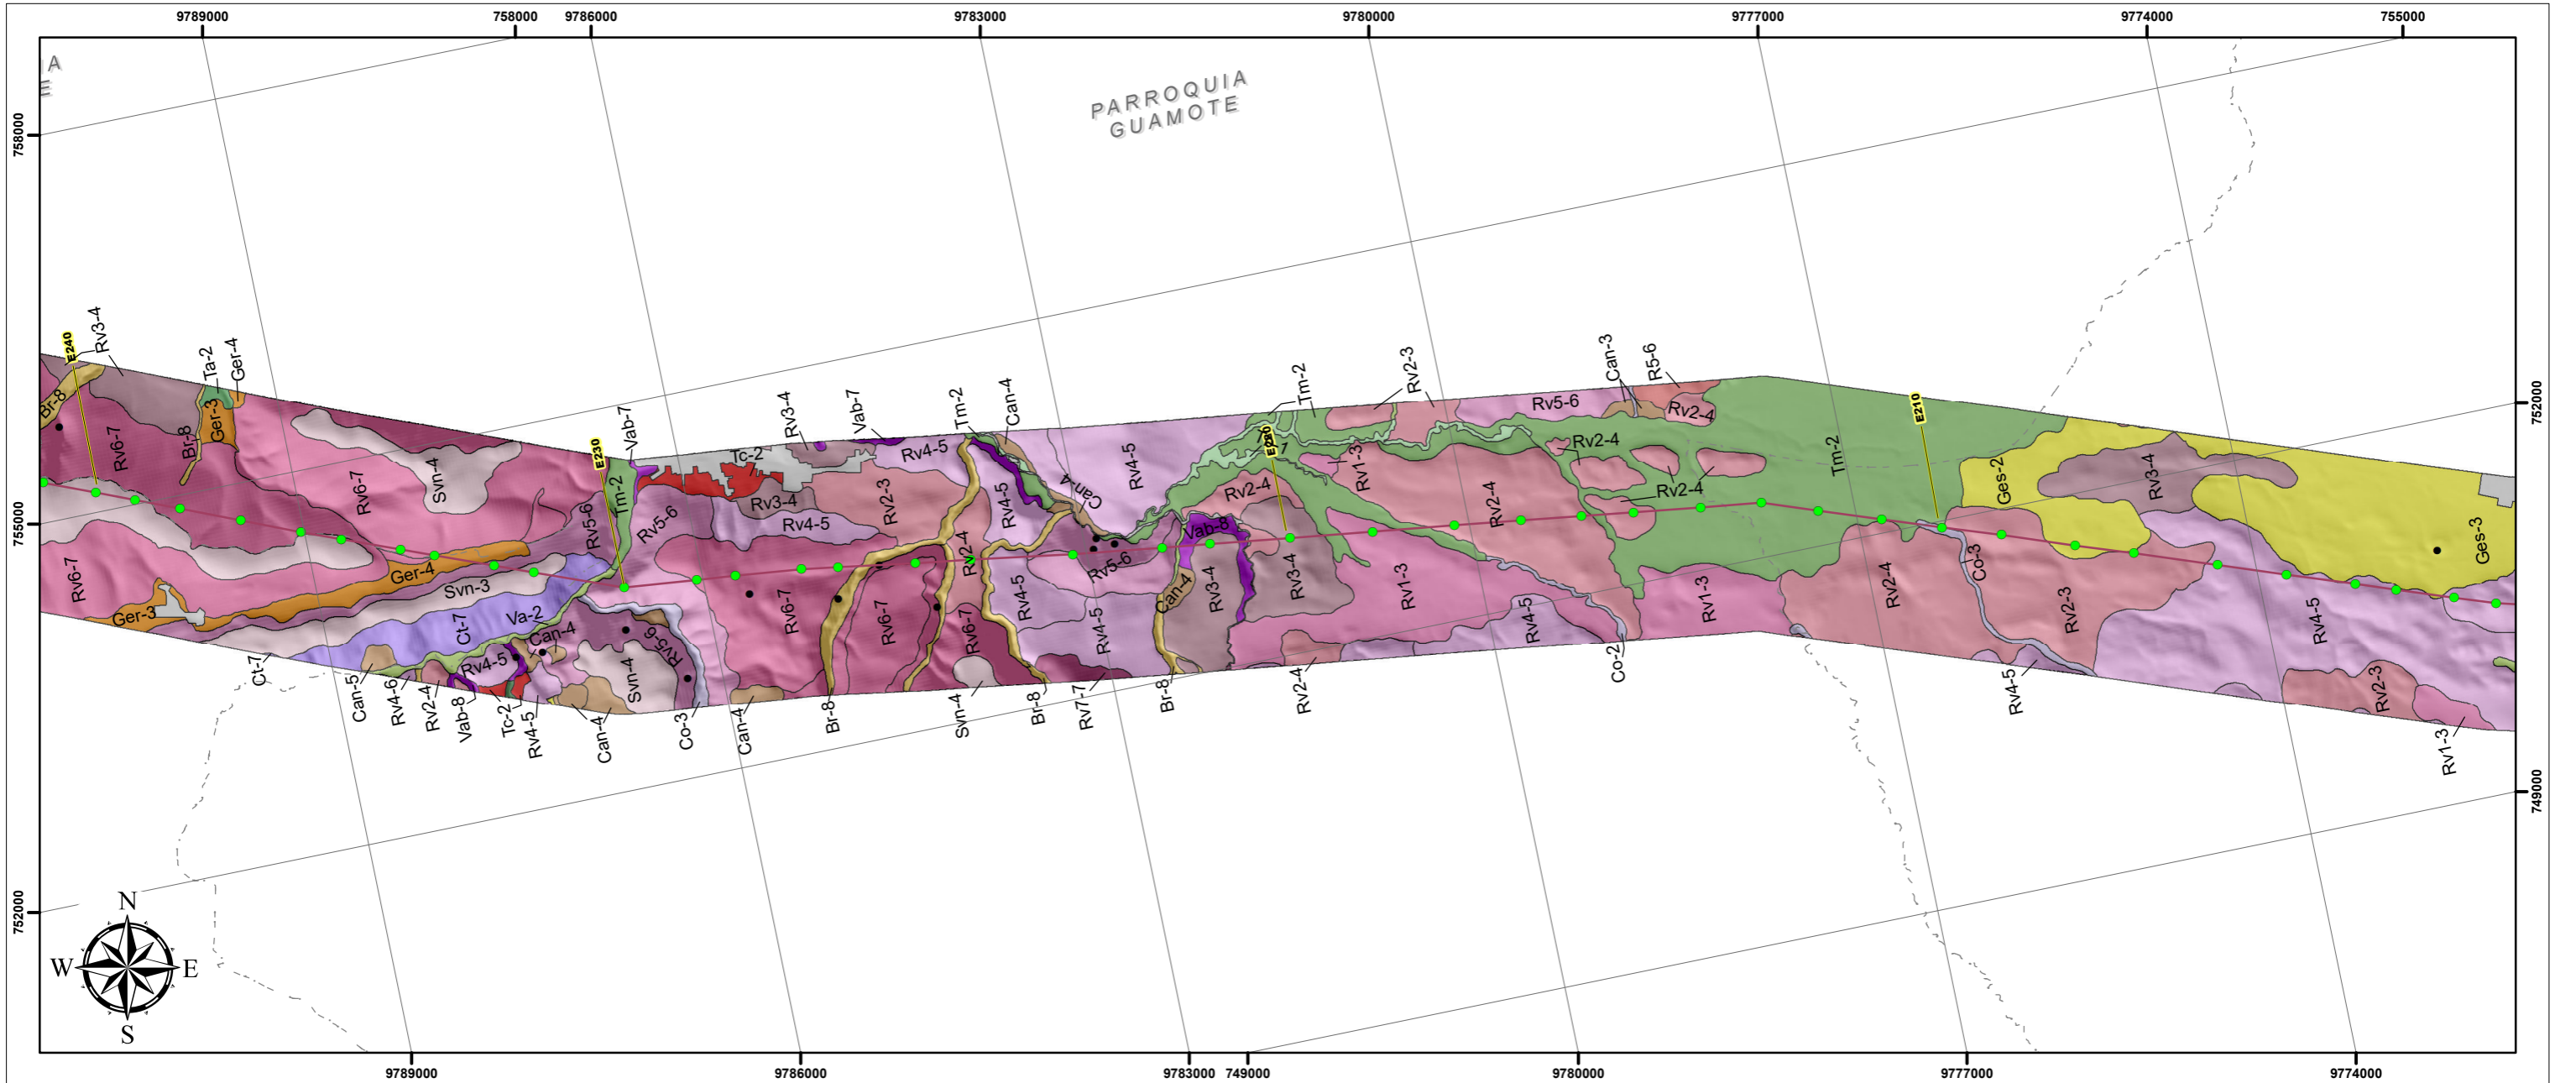 9789000 758000 9786000 9783000 9780000 9777000 9774000 755000
A
E
PARROQUIA
GUAMOTE
758000
755000
752000
752000
749000
E240
Rv3-4
Br-8
Rv6-7
Br-8
Ta-2
Ger-4
Ger-3
Rv6-7
Svn-4
Rv6-7
Ger-3
Ger-4
Svn-3
Ct-7
Ct-7
Va-2
Rv5-6
E230
Tm-2
Vab-7
Rv5-6
Tc-2
Rv3-4
Rv3-4
Vab-7
Rv4-5
Rv4-5
Rv2-3
Tm-2
Can-4
Rv4-5
Can-4
Rv4-5
Rv2-4
Rv6-7
Rv6-7
Rv6-7
Rv4-5
Rv4-5
Rv5-6
Can-5
Rv4-6
Rv2-4
Rv4-5
Can-4
Vab-8
Tc-2
Rv4-5
Can-4
Svn-4
Rv5-6
Co-3
Can-4
Br-8
Svn-4
Br-8
Rv7-7
Br-8
Can-4
Vab-8
Rv3-4
Rv2-4
Rv3-4
Tm-2
Rv1-3
Rv2-3
Rv1-3
Rv2-4
Rv2-4
Rv4-5
Co-2
Rv5-6
Can-3
R5-6
Rv2-4
Rv2-4
Rv2-4
Rv1-3
Tm-2
E210
Rv2-4
Co-3
Ges-2
Rv3-4
Rv2-3
Rv4-5
Rv4-5
Rv2-3
Rv1-3
Ges-3
N
W E
S
9789000 9786000 9783000 749000 9780000 9777000 9774000